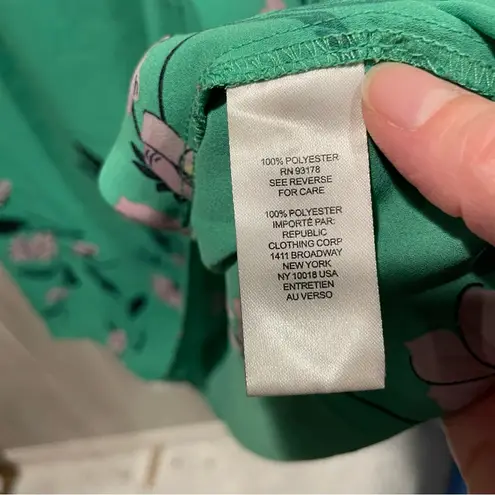 100% POLYESTER
RN 93178
SEE REVERSE
FOR CARE
100% POLYESTER
IMPORTÉ PAR:
REPUBLIC
CLOTHING CORP
1411 BROADWAY
NEW YORK
NY 10018 USA
ENTRETIEN
AU VERSO